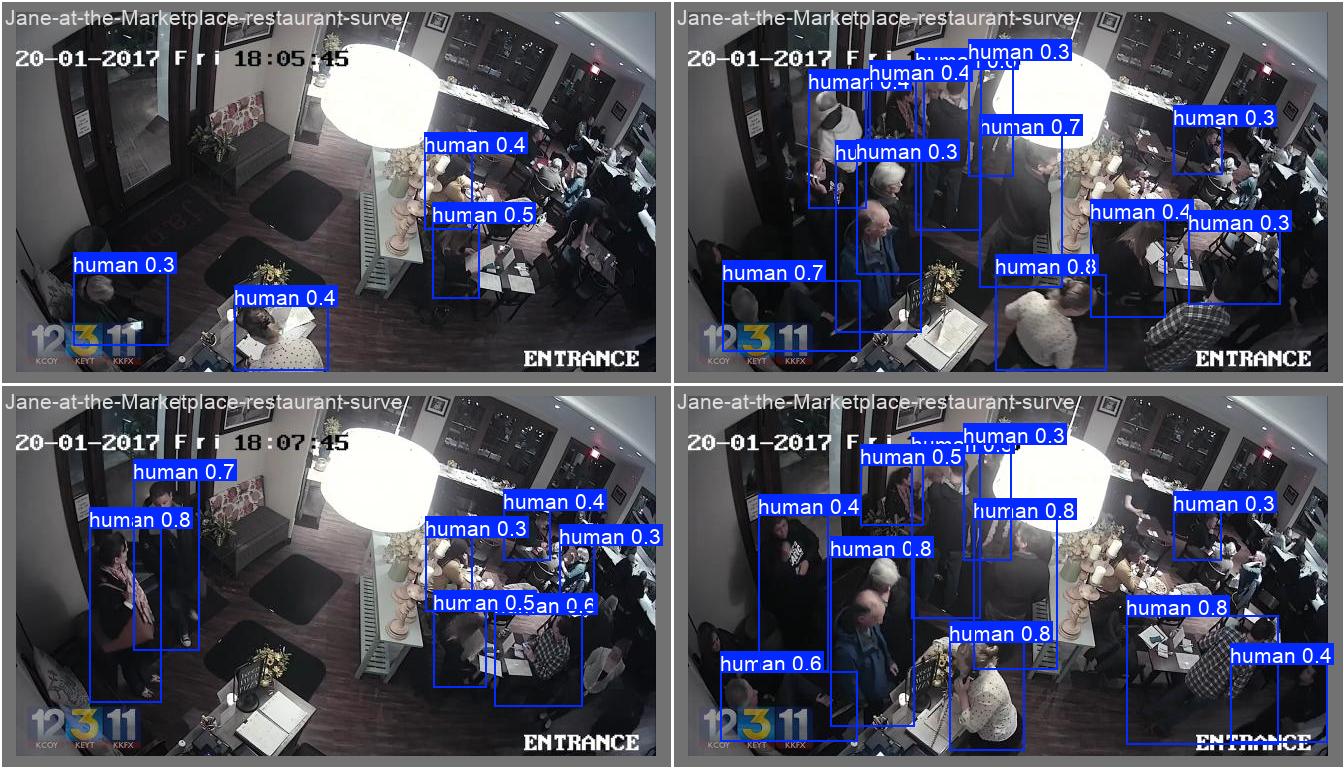 Jane-at-the-Marketplace-restaurant-surve
20-01-2017 Fri 18:05:45
human 0.4
human 0.5
human 0.3
human 0.4
12 3 11
KCOY KEYT KKFX
ENTRANCE
Jane-at-the-Marketplace-restaurant-surve
20-01-2017 Fri
human 0.3
human 0.4
human 0.4
human 0.7
human 0.3
human 0.3
human 0.4
human 0.3
human 0.7
human 0.8
12 3 11
KCOY KEYT KKFX
ENTRANCE
Jane-at-the-Marketplace-restaurant-surve
20-01-2017 Fri 18:07:45
human 0.7
human 0.8
human 0.4
human 0.3
human 0.3
human 0.5
human 0.6
12 3 11
KCOY KEYT KKFX
ENTRANCE
Jane-at-the-Marketplace-restaurant-surve
20-01-2017 Fri
human 0.3
human 0.5
human 0.4
human 0.8
human 0.3
human 0.8
human 0.8
human 0.8
human 0.6
human 0.4
12 3 11
KCOY KEYT KKFX
ENTRANCE